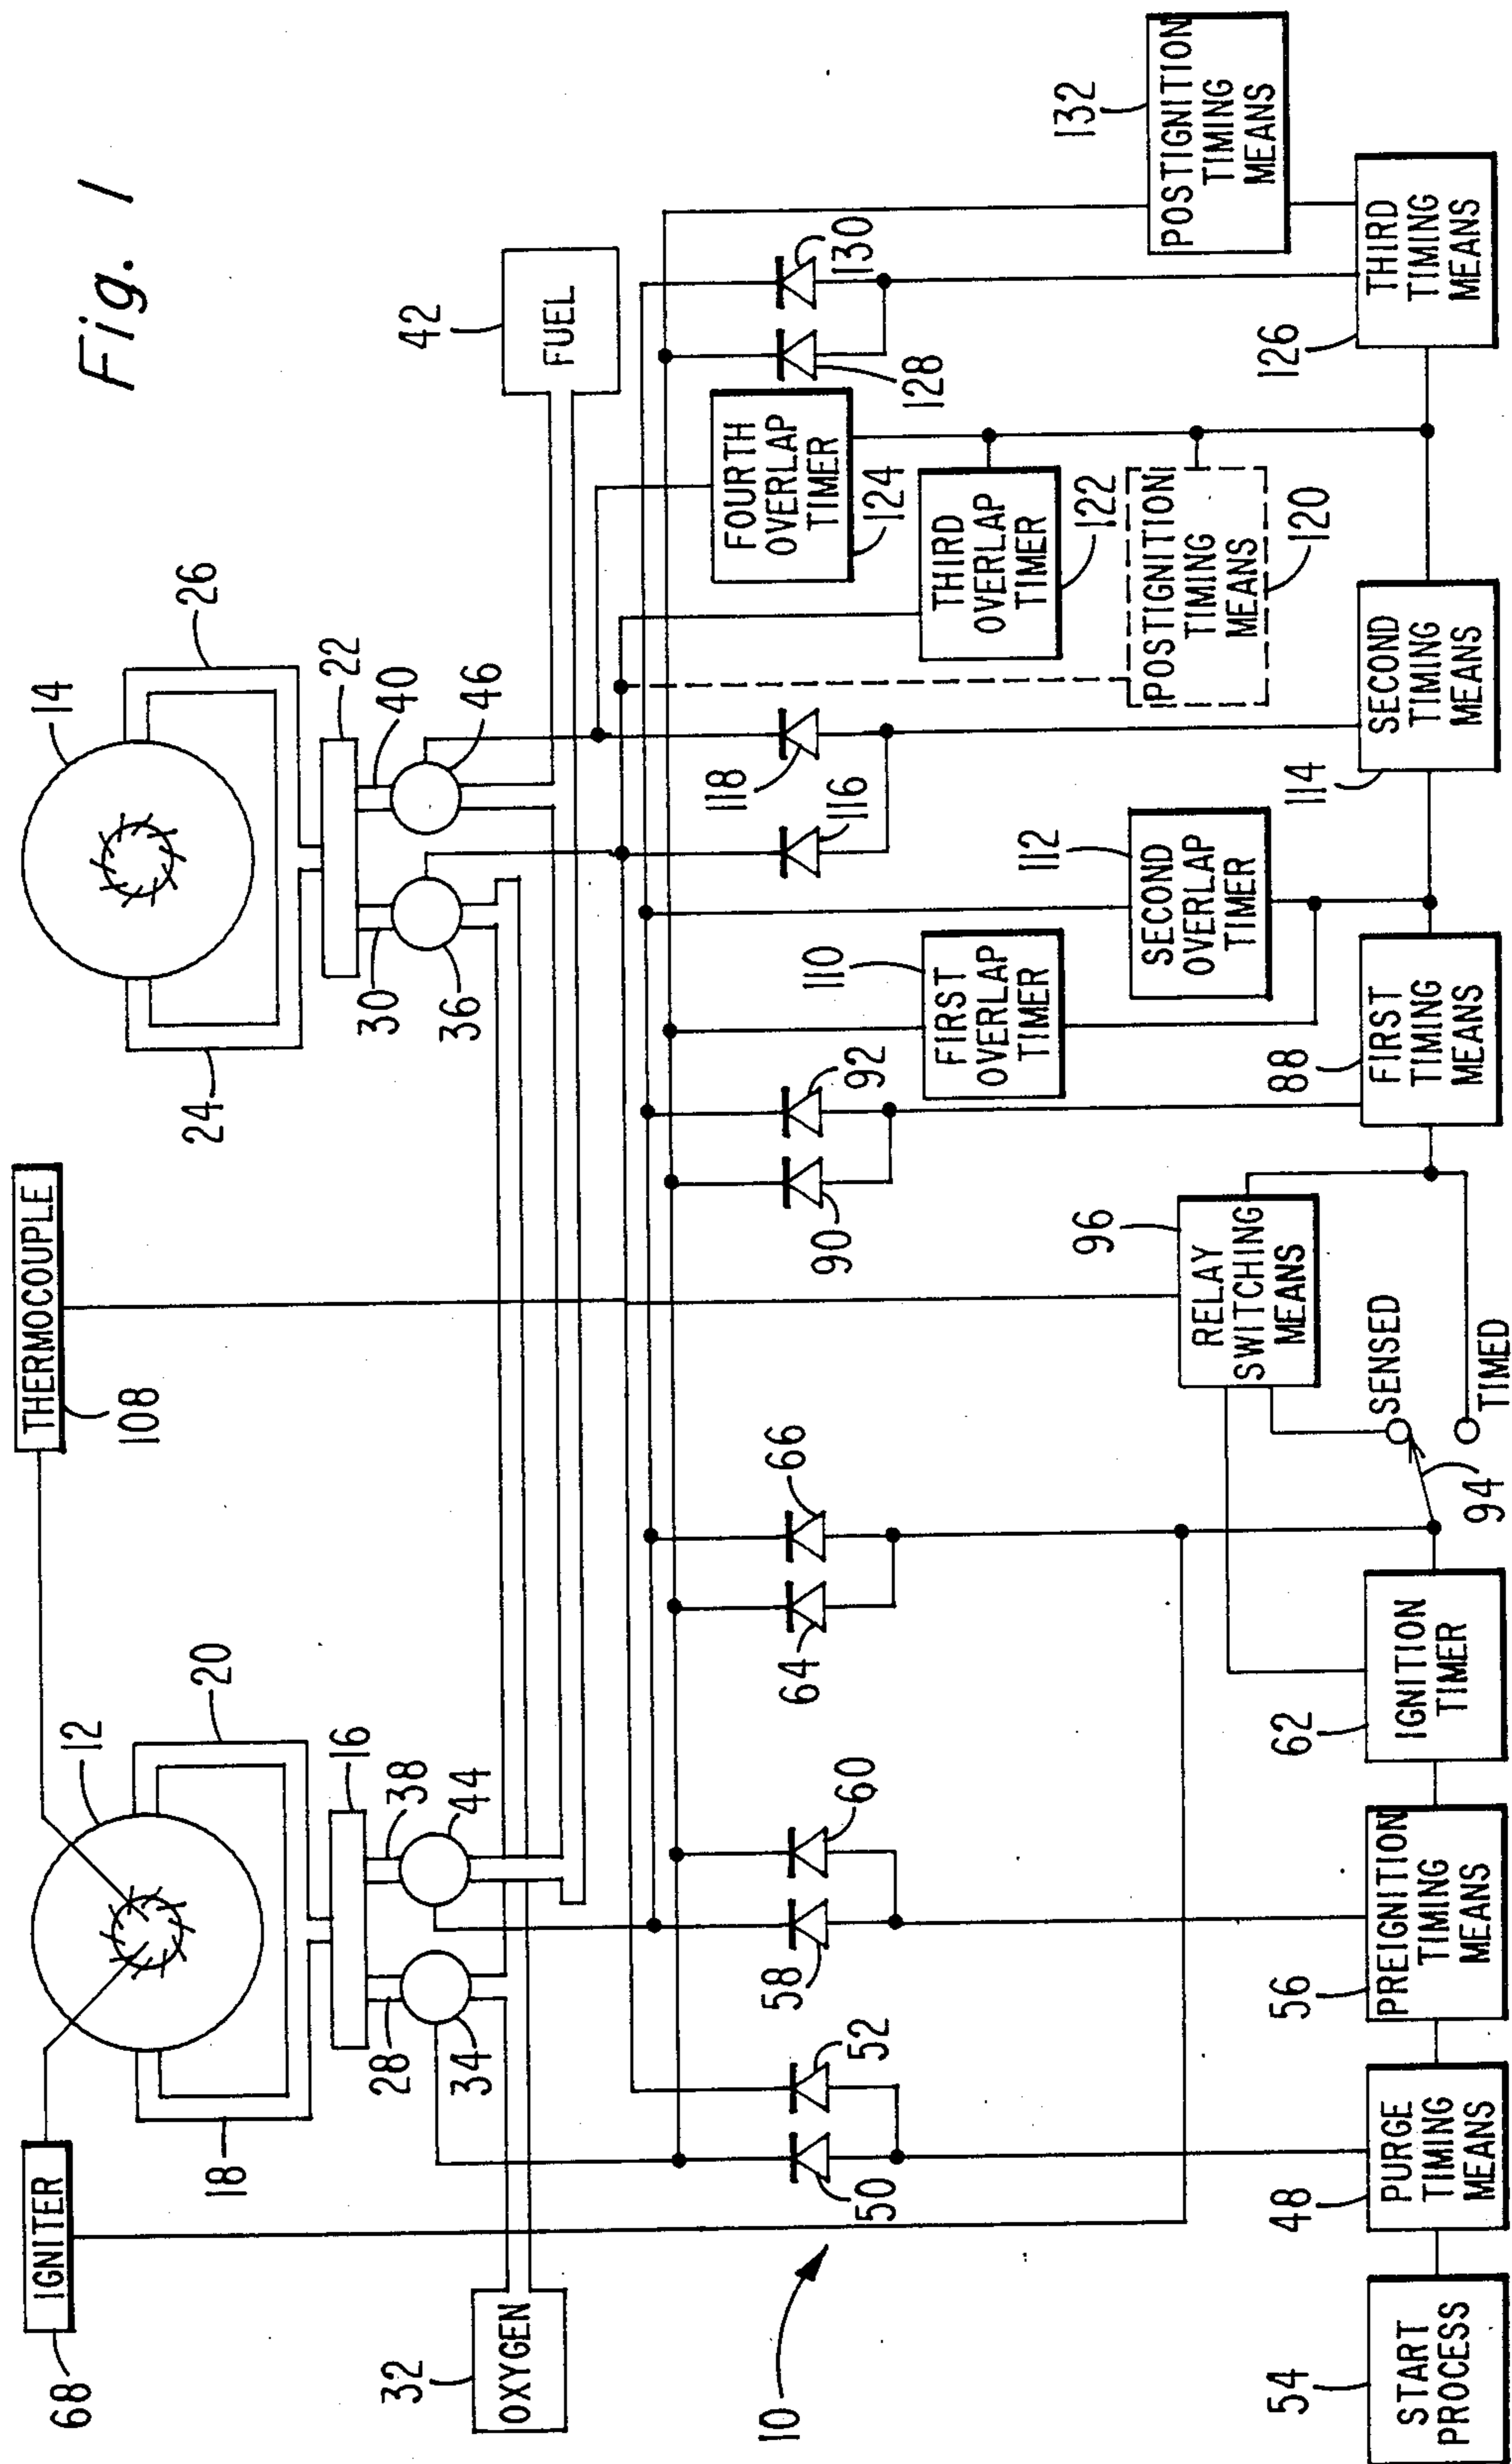 Fig. 1
IGNITER
68
THERMOCOUPLE
108
12
14
18
20
24
26
16
22
28
38
30
40
34
44
36
46
32
OXYGEN
42
FUEL
10
50
52
58
60
64
66
90
92
116
118
128
130
110
FIRST
OVERLAP
TIMER
112
SECOND
OVERLAP
TIMER
FOURTH
OVERLAP
TIMER
124
THIRD
OVERLAP
TIMER
122
POSTIGNITION
TIMING
MEANS
120
POSTIGNITION
TIMING
MEANS
132
96
RELAY
SWITCHING
MEANS
SENSED
TIMED
94
54
START
PROCESS
48
PURGE
TIMING
MEANS
56
PREIGNITION
TIMING
MEANS
62
IGNITION
TIMER
88
FIRST
TIMING
MEANS
114
SECOND
TIMING
MEANS
126
THIRD
TIMING
MEANS